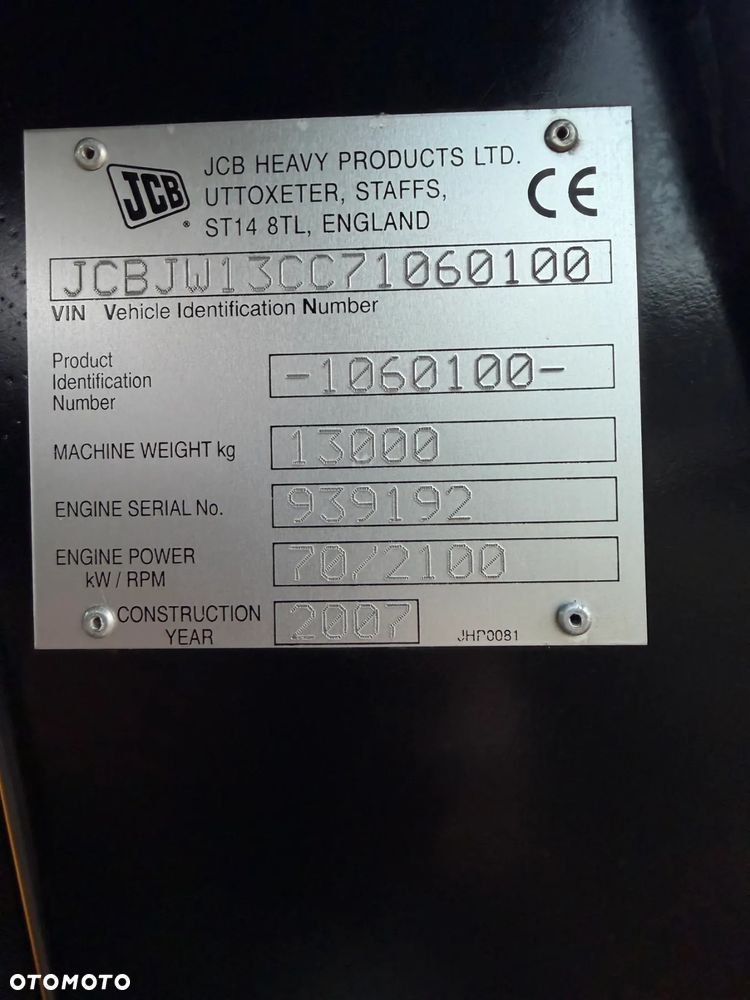 JCB
JCB HEAVY PRODUCTS LTD.
UTTOXETER, STAFFS,
ST14 8TL, ENGLAND
CE
JCBJW13CC71060100
VIN Vehicle Identification Number
Product
Identification
Number
-1060100-
MACHINE WEIGHT kg
13000
ENGINE SERIAL No.
939192
ENGINE POWER
kW / RPM
70/2100
CONSTRUCTION
YEAR
2007
JHP0081
OTOMOTO